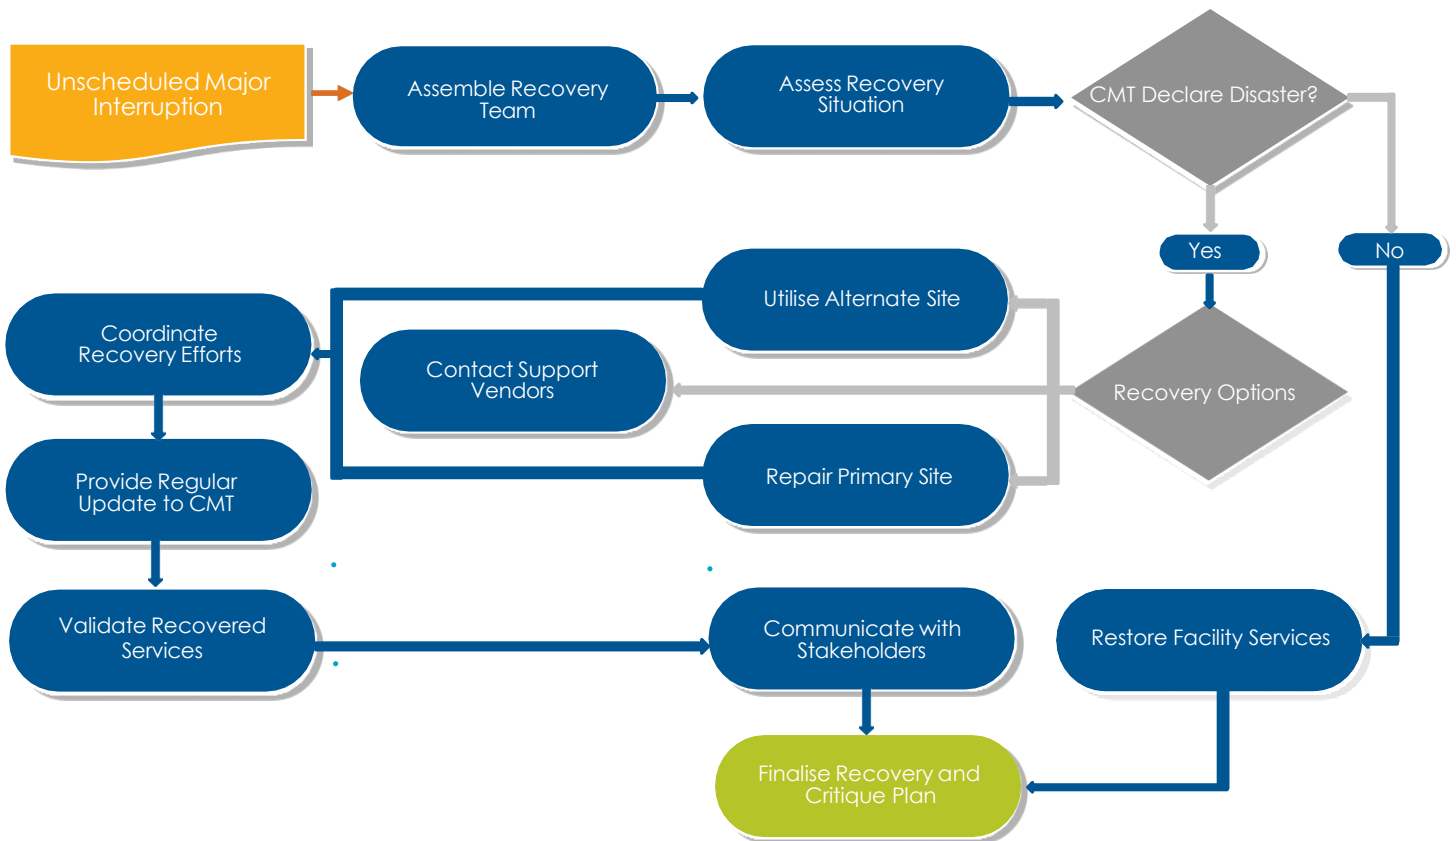 Unscheduled Major
Interruption
Assemble Recovery
Team
Assess Recovery
Situation
CMT Declare Disaster?
Yes
No
Utilise Alternate Site
Coordinate
Recovery Efforts
Contact Support
Vendors
Recovery Options
Repair Primary Site
Provide Regular
Update to CMT
Validate Recovered
Services
Communicate with
Stakeholders
Restore Facility Services
Finalise Recovery and
Critique Plan